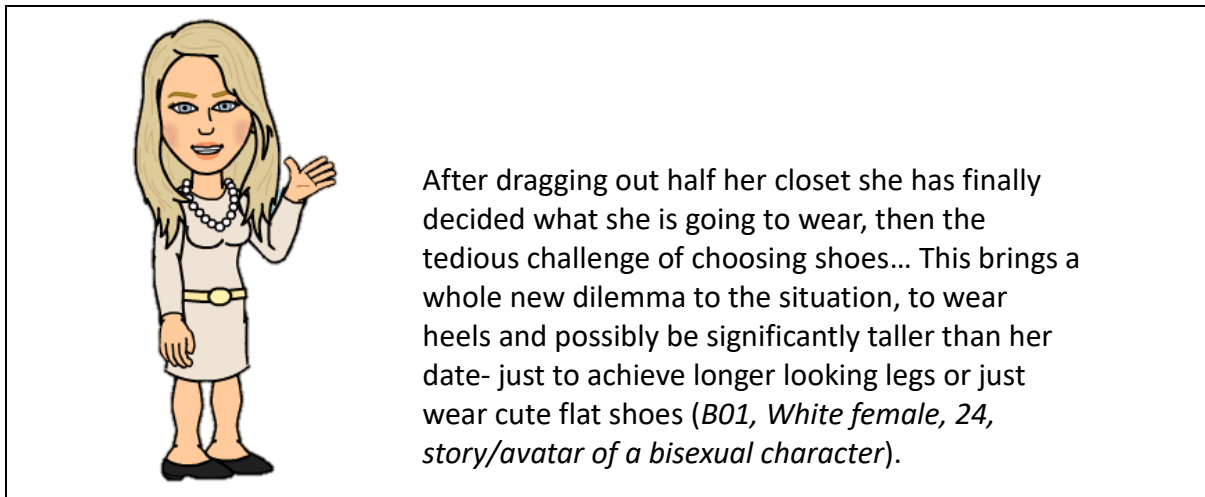 After dragging out half her closet she has finally
decided what she is going to wear, then the
tedious challenge of choosing shoes… This brings a
whole new dilemma to the situation, to wear
heels and possibly be significantly taller than her
date- just to achieve longer looking legs or just
wear cute flat shoes (B01, White female, 24,
story/avatar of a bisexual character).